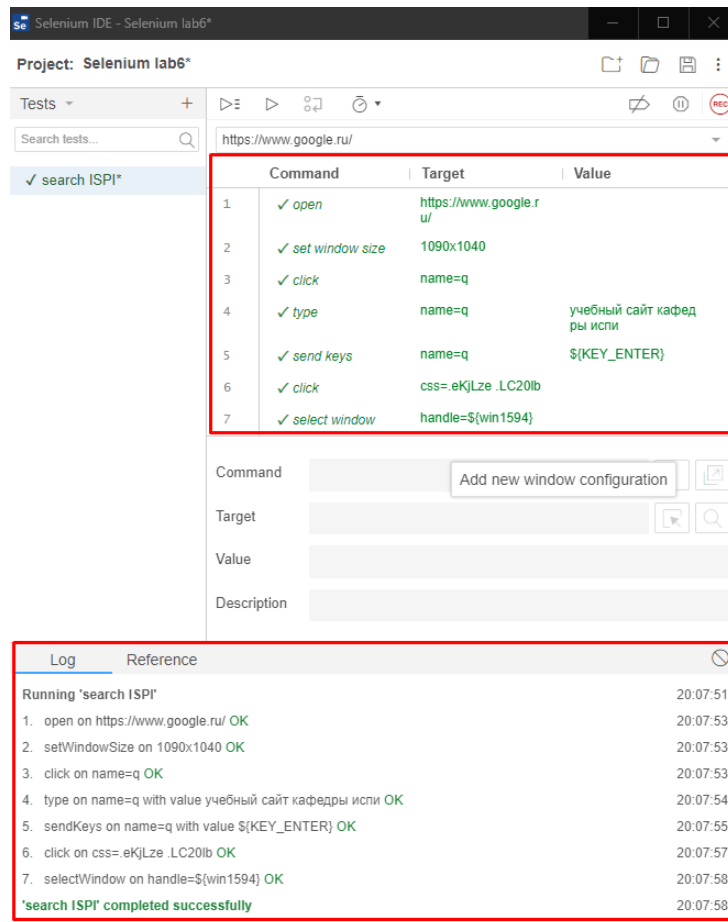 Selenium IDE - Selenium lab6*
Project: Selenium lab6*
Tests
Search tests...
https://www.google.ru/
✓ search ISPI*
Command Target Value
1 ✓ open https://www.google.r
u/
2 ✓ set window size 1090x1040
3 ✓ click name=q
4 ✓ type name=q учебный сайт кафед
ры испи
5 ✓ send keys name=q ${KEY_ENTER}
6 ✓ click css=.eKjLze .LC20lb
7 ✓ select window handle=${win1594}
Command
Add new window configuration
Target
Value
Description
Log Reference
Running 'search ISPI' 20:07:51
1. open on https://www.google.ru/ OK 20:07:53
2. setWindowSize on 1090x1040 OK 20:07:53
3. click on name=q OK 20:07:53
4. type on name=q with value учебный сайт кафедры испи OK 20:07:54
5. sendKeys on name=q with value ${KEY_ENTER} OK 20:07:55
6. click on css=.eKjLze .LC20lb OK 20:07:57
7. selectWindow on handle=${win1594} OK 20:07:58
'search ISPI' completed successfully 20:07:58